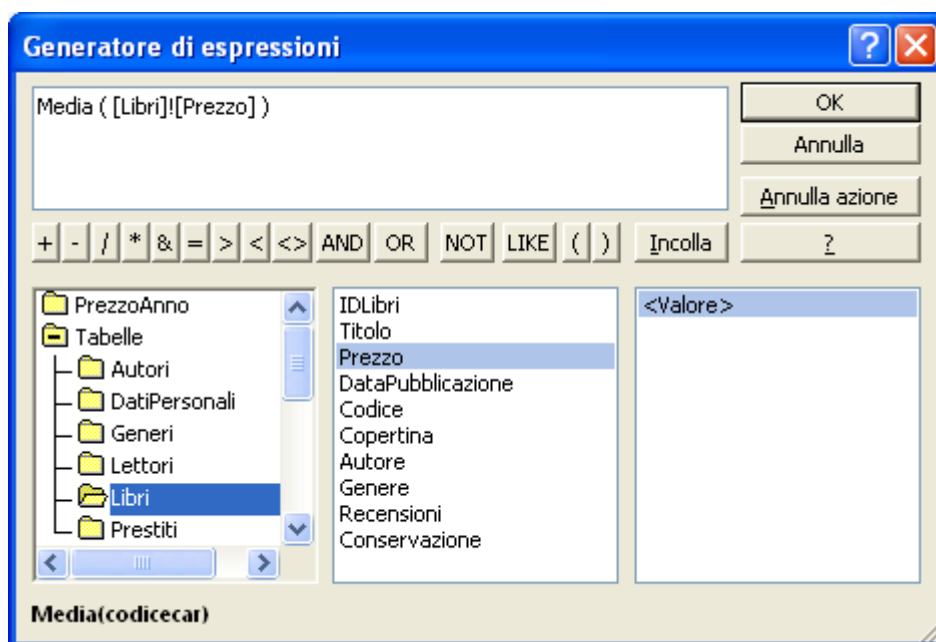 Generatore di espressioni
?
Media ( [Libri]![Prezzo] )
OK
Annulla
Annulla azione
+ - / * & = > < <> AND OR NOT LIKE ( ) Incolla ?
PrezzoAnno
Tabelle
Autori
DatiPersonali
Generi
Lettori
Libri
Prestiti
IDLibri
Titolo
Prezzo
DataPubblicazione
Codice
Copertina
Autore
Genere
Recensioni
Conservazione
<Valore>
Media(codicecar)